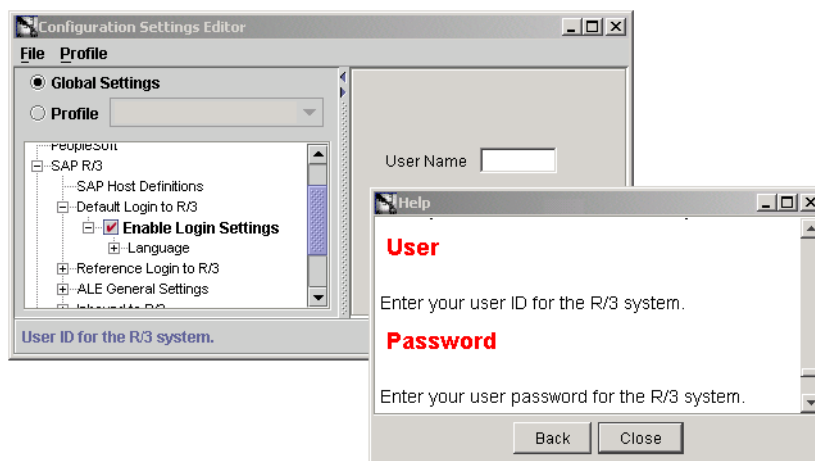 Configuration Settings Editor
File Profile
Global Settings
Profile
PeopleSoft
SAP R/3
SAP Host Definitions
Default Login to R/3
Enable Login Settings
Language
Reference Login to R/3
ALE General Settings
Inbound to R/3
User ID for the R/3 system.
User Name
Help
User
Enter your user ID for the R/3 system.
Password
Enter your user password for the R/3 system.
Back Close